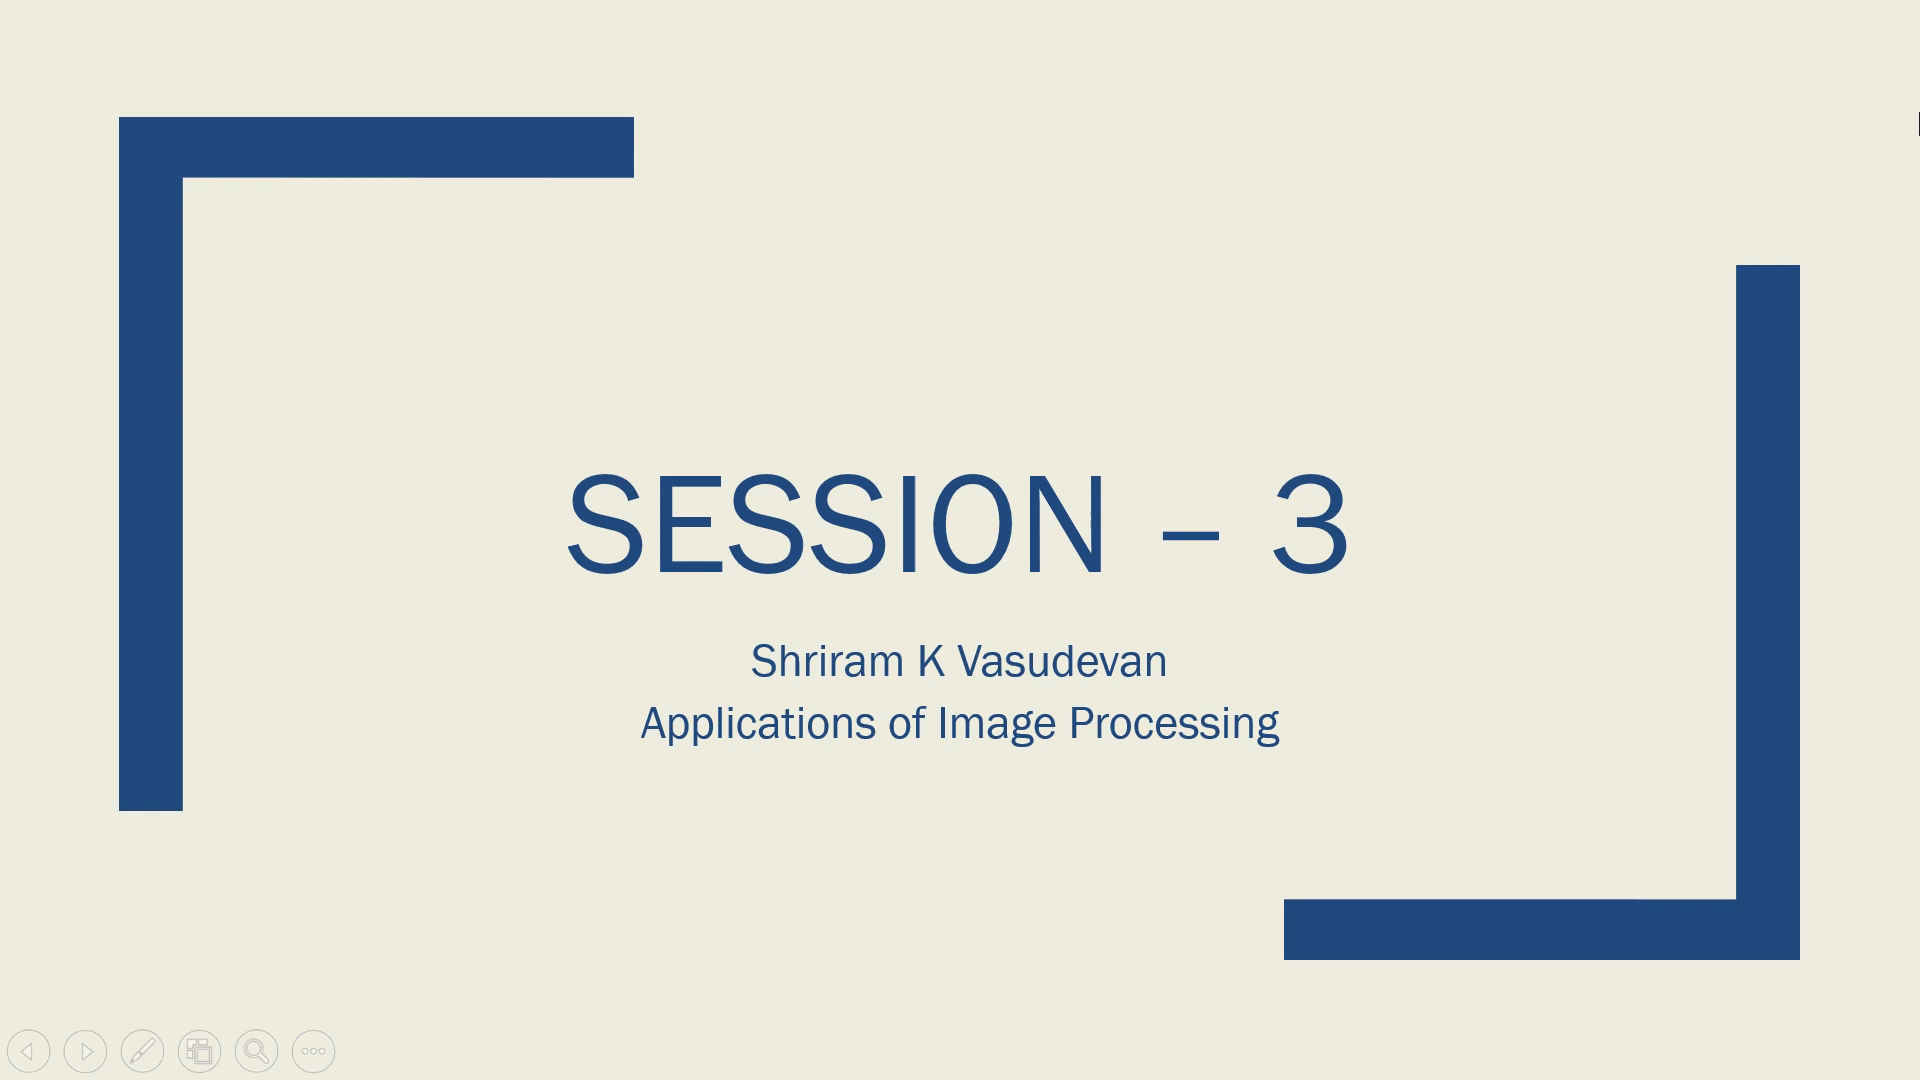 SESSION – 3
Shriram K Vasudevan
Applications of Image Processing